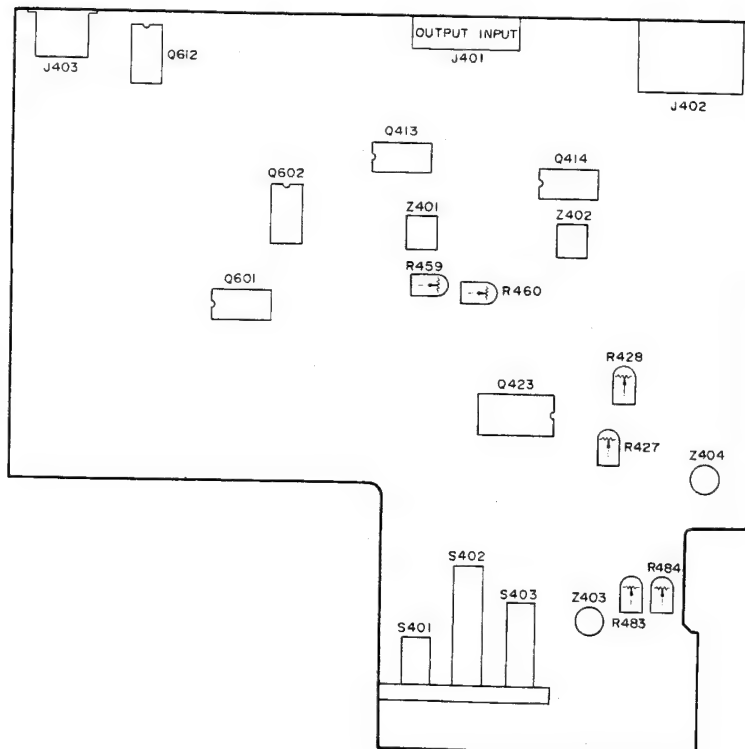 OUTPUT INPUT
J403
Q612
J401
J402
Q413
Q414
Q602
Z401
Z402
R459
R460
Q601
R428
Q423
R427
Z404
S402
R484
S403
Z403
R483
S401